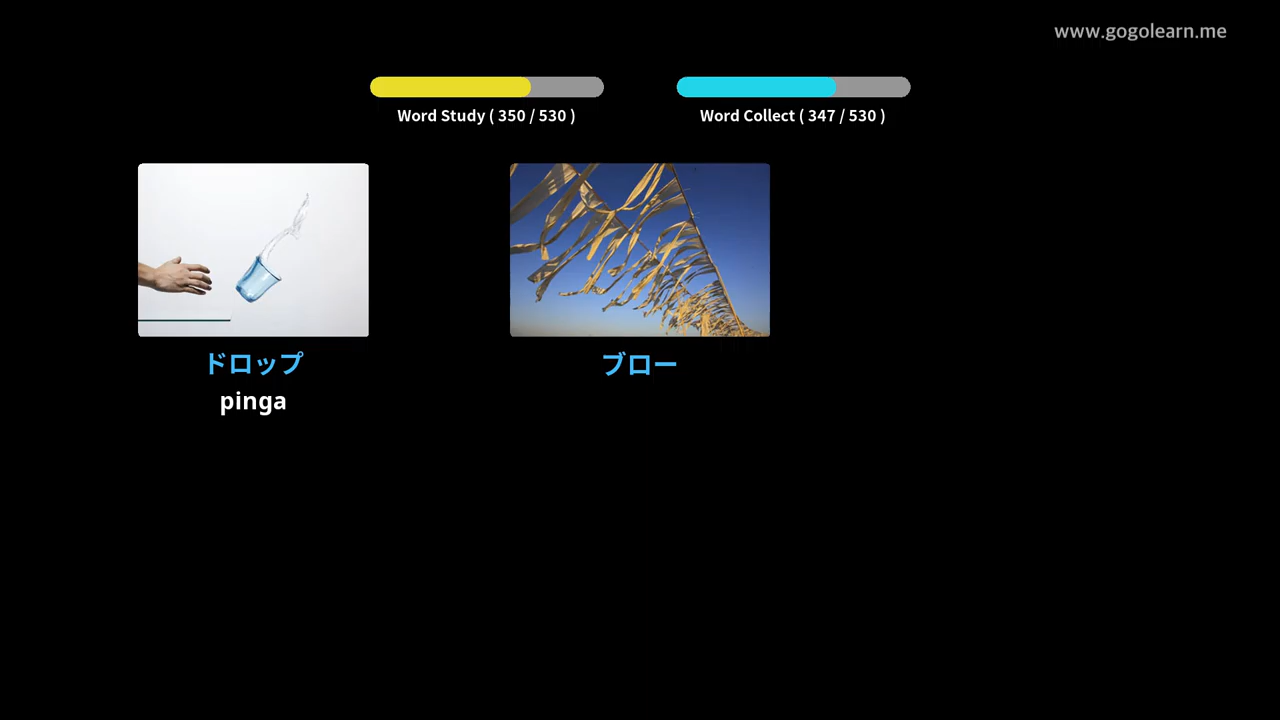 www.gogolearn.me
Word Study ( 350 / 530 )
Word Collect ( 347 / 530 )
ドロップ
ブロー
pinga